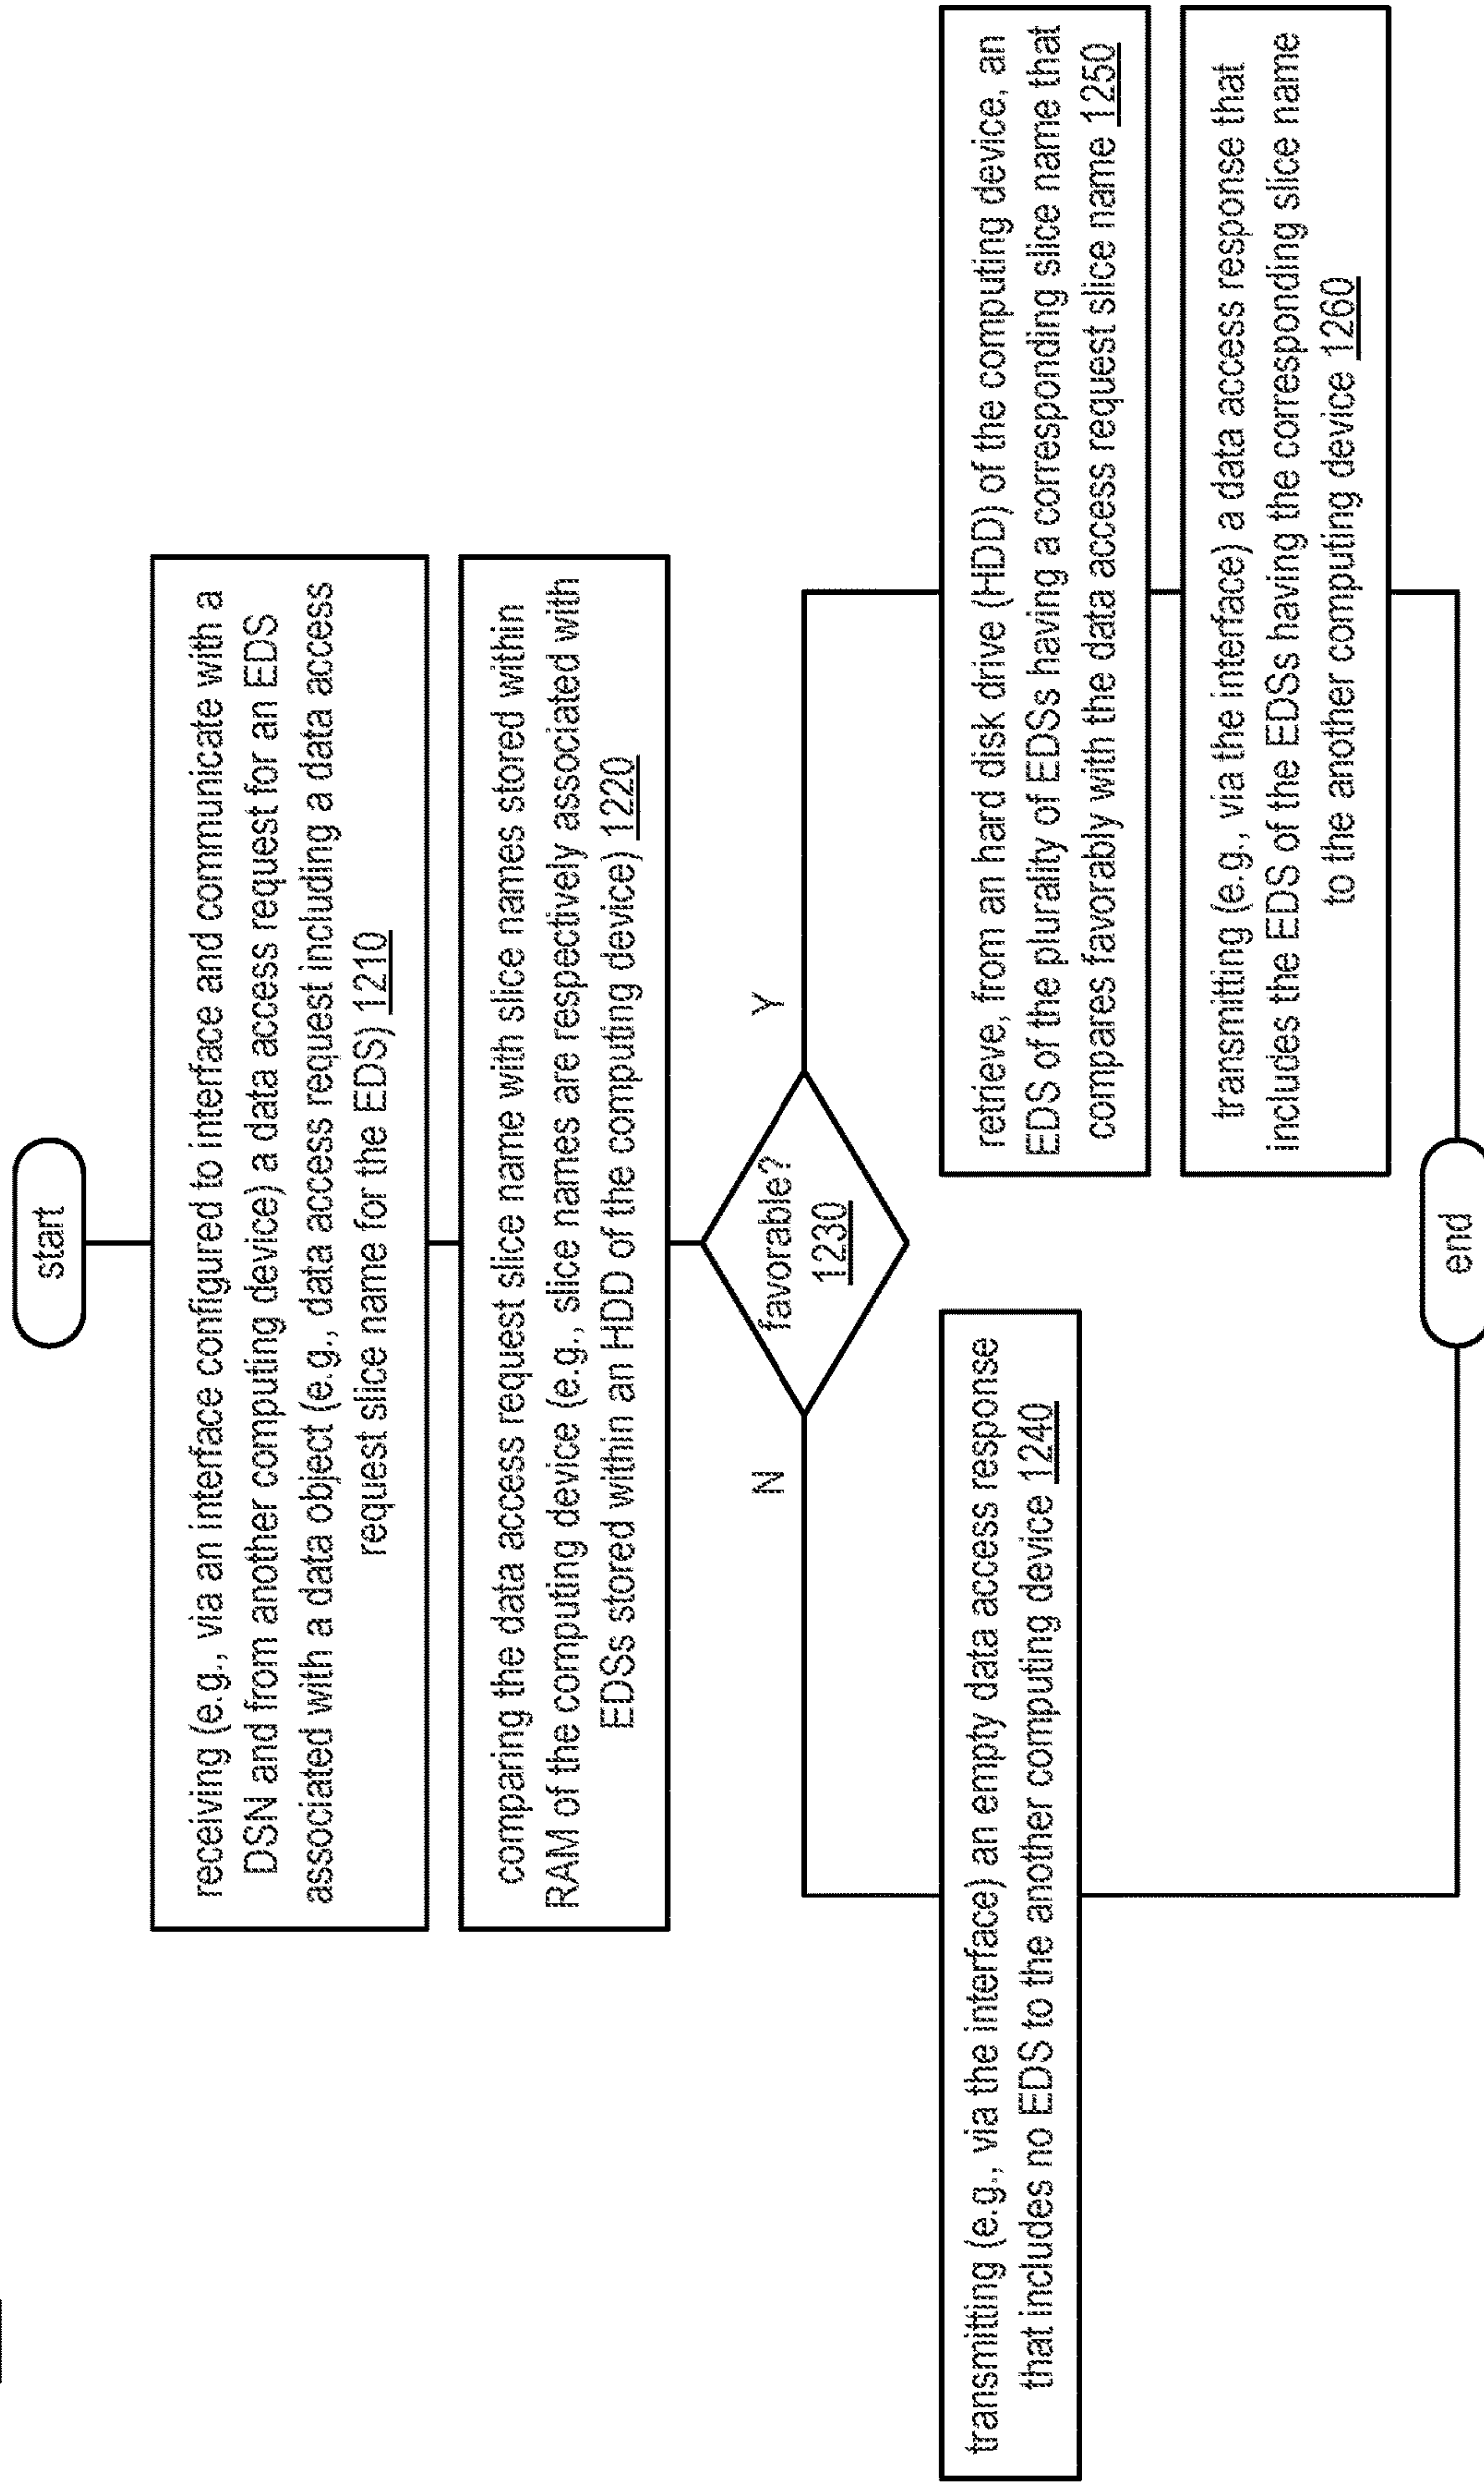 start
receiving (e.g., via an interface configured to interface and communicate with a
DSN and from another computing device) a data access request for an EDS
associated with a data object (e.g., data access request including a data access
request slice name for the EDS) 1210
comparing the data access request slice name with slice names stored within
RAM of the computing device (e.g., slice names are respectively associated with
EDSs stored within an HDD of the computing device) 1220
favorable?
1230
N
Y
transmitting (e.g., via the interface) an empty data access response
that includes no EDS to the another computing device 1240
retrieve, from an hard disk drive (HDD) of the computing device, an
EDS of the plurality of EDSs having a corresponding slice name that
compares favorably with the data access request slice name 1250
transmitting (e.g., via the interface) a data access response that
includes the EDS of the EDSs having the corresponding slice name
to the another computing device 1260
end